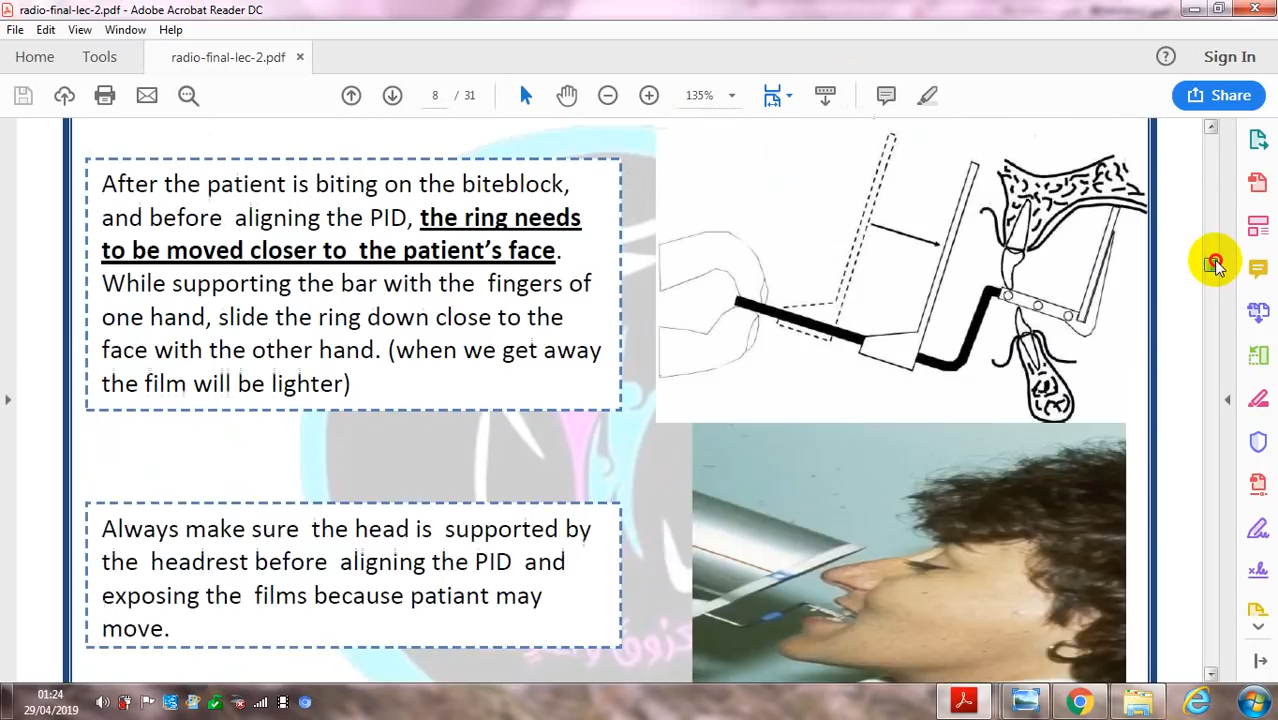 radio-final-lec-2.pdf - Adobe Acrobat Reader DC
File Edit View Window Help
Home Tools radio-final-lec-2.pdf × Sign In
8 / 31 135% Share
After the patient is biting on the biteblock,
and before aligning the PID, the ring needs
to be moved closer to the patient's face.
While supporting the bar with the fingers of
one hand, slide the ring down close to the
face with the other hand. (when we get away
the film will be lighter)
Always make sure the head is supported by
the headrest before aligning the PID and
exposing the films because patiant may
move.
01:24
29/04/2019